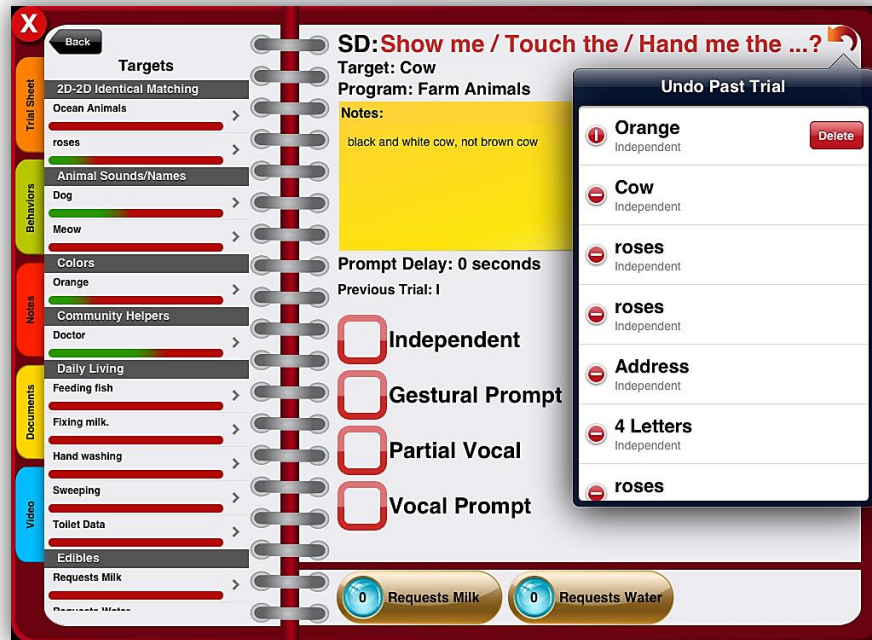 X
Back
Targets
Trial Sheet
Behaviors
Notes
Documents
Video
2D-2D Identical Matching
Ocean Animals
roses
Animal Sounds/Names
Dog
Meow
Colors
Orange
Community Helpers
Doctor
Daily Living
Feeding fish
Fixing milk.
Hand washing
Sweeping
Toilet Data
Edibles
Requests Milk
Requests Water
SD:Show me / Touch the / Hand me the ...?
Target: Cow
Program: Farm Animals
Notes:
black and white cow, not brown cow
Prompt Delay: 0 seconds
Previous Trial: I
Independent
Gestural Prompt
Partial Vocal
Vocal Prompt
Undo Past Trial
Orange
Independent
Delete
Cow
Independent
roses
Independent
roses
Independent
Address
Independent
4 Letters
Independent
roses
0 Requests Milk
0 Requests Water